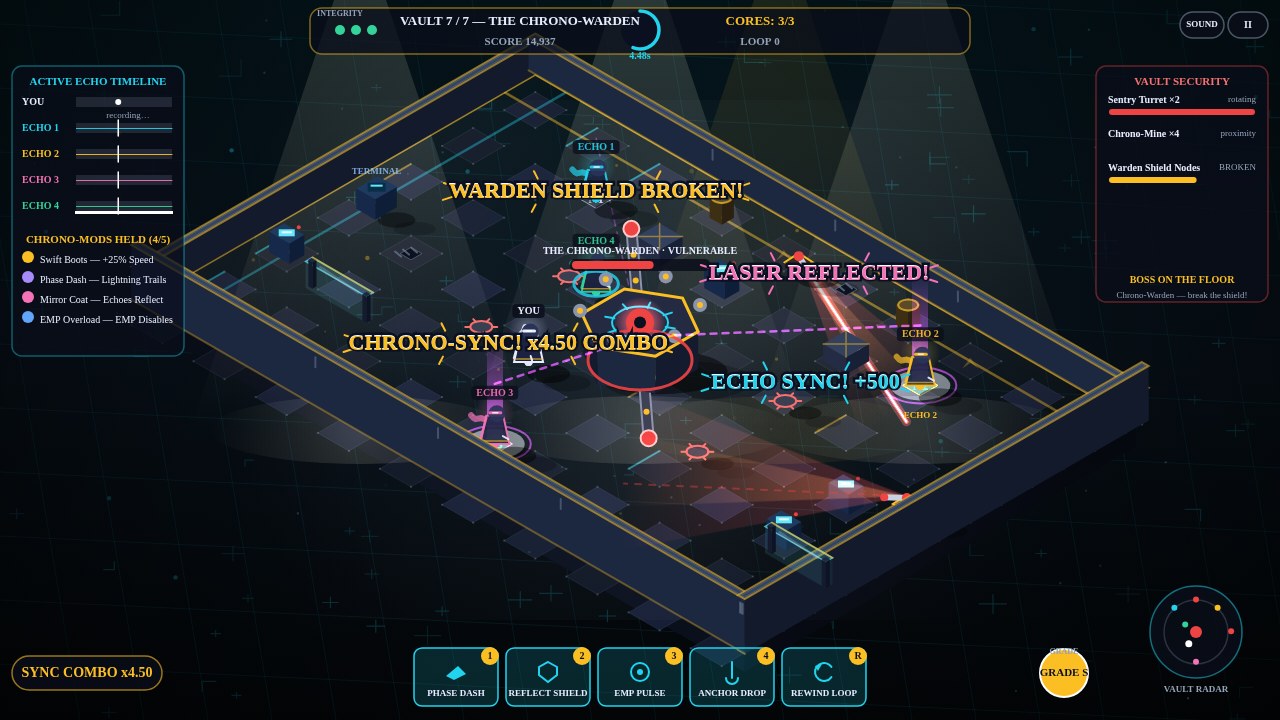 INTEGRITY
VAULT 7 / 7 — THE CHRONO-WARDEN
SCORE 14,937
4.48s
CORES: 3/3
LOOP 0
SOUND
II
ACTIVE ECHO TIMELINE
YOU
recording…
ECHO 1
ECHO 2
ECHO 3
ECHO 4
CHRONO-MODS HELD (4/5)
Swift Boots — +25% Speed
Phase Dash — Lightning Trails
Mirror Coat — Echoes Reflect
EMP Overload — EMP Disables
VAULT SECURITY
Sentry Turret ×2 rotating
Chrono-Mine ×4 proximity
Warden Shield Nodes BROKEN
BOSS ON THE FLOOR
Chrono-Warden — break the shield!
ECHO 1
TERMINAL
WARDEN SHIELD BROKEN!
ECHO 4
THE CHRONO-WARDEN · VULNERABLE
LASER REFLECTED!
YOU
ECHO 2
CHRONO-SYNC! x4.50 COMBO
ECHO SYNC! +500
ECHO 3
ECHO 2
SYNC COMBO x4.50
1
PHASE DASH
2
REFLECT SHIELD
3
EMP PULSE
4
ANCHOR DROP
R
REWIND LOOP
GRADE S
VAULT RADAR